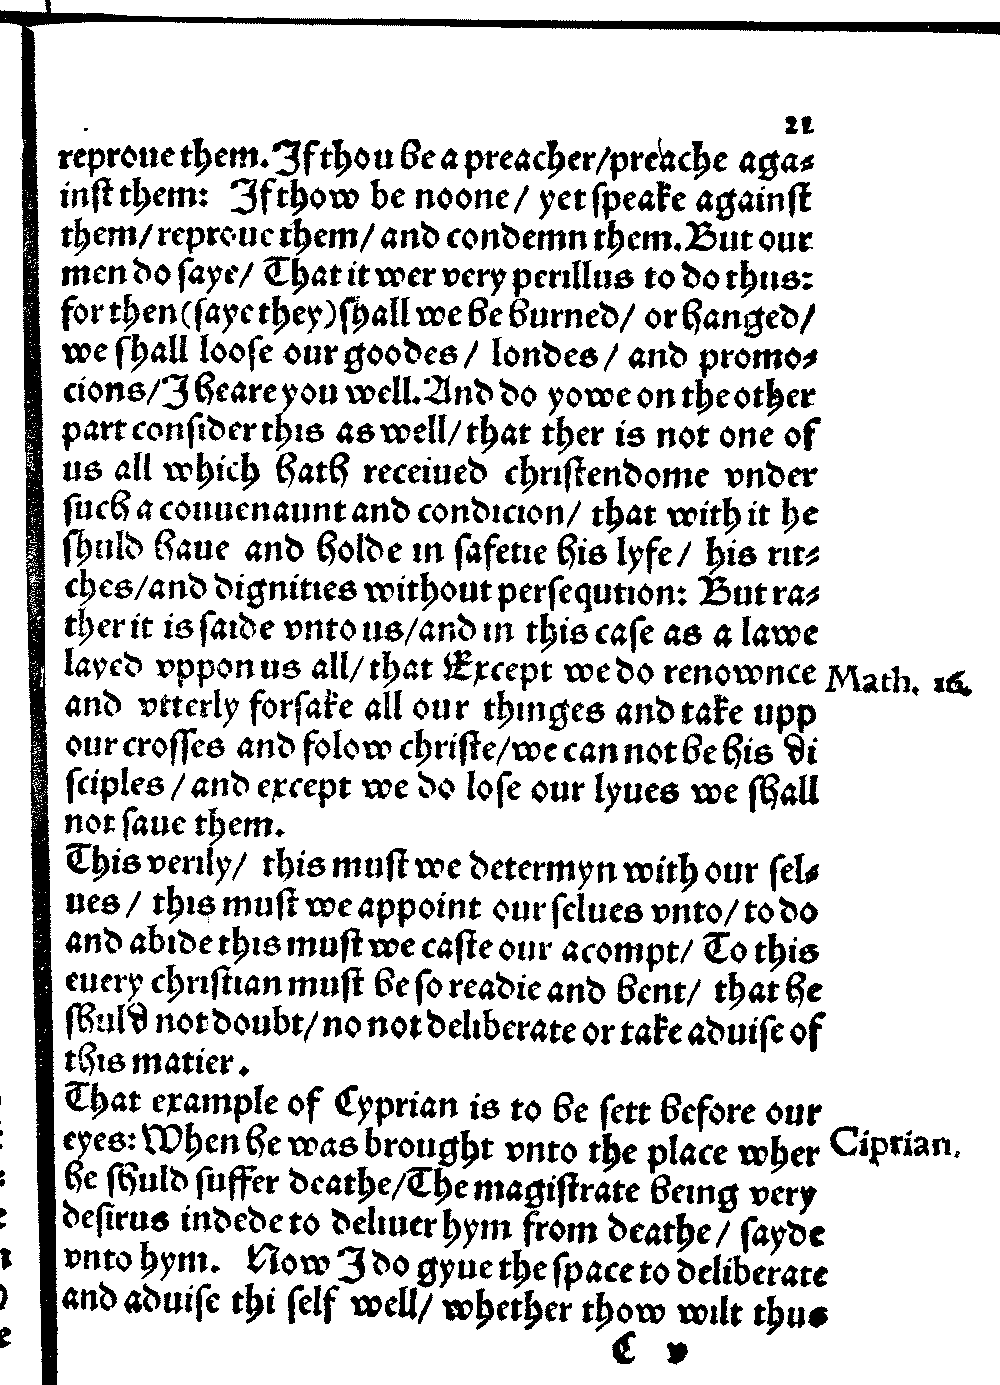 21
reproue them. If thou be a preacher/preache aga⸗
inſt them: If thow be noone/ yet ſpeake againſt
them/ reproue them/ and condemn them. But our
men do ſaye/ That it wer very perillus to do thus:
for then (ſaye they) ſhall we be burned/ or hanged/
we ſhall looſe our goodes/ londes/ and promo⸗
cions/ I heare you well. And do yowe on the other
part conſider this as well/ that ther is not one of
us all which hath receiued chriſtendome vnder
ſuch a couuenaunt and condicion/ that with it he
ſhuld haue and holde in ſafetie his lyfe/ his rit⸗
ches/and dignities without perſeqution: But ra⸗
ther it is ſaide vnto us/and in this caſe as a lawe
layed vppon us all/ that Except we do renownce
Math. 16.
and vtterly forſake all our thinges and take upp
our croſſes and folow chriſte/we can not be his di
ſciples/ and except we do loſe our lyues we ſhall
not ſaue them.
This verily/ this muſt we determyn with our ſel⸗
ues/ this muſt we appoint our ſelues vnto/ to do
and abide this muſt we caſte our acompt/ To this
euery chriſtian muſt be ſo readie and bent/ that he
ſhuld not doubt/ no not deliberate or take aduiſe of
this matier.
That example of Cyprian is to be ſett before our
eyes: When he was brought vnto the place wher
Ciprian.
he ſhuld ſuffer deathe/The magiſtrate being very
deſirus indede to deliuer hym from deathe/ ſayde
vnto hym. Now I do gyue the ſpace to deliberate
and aduiſe thi ſelf well/ whether thow wilt thus
C v